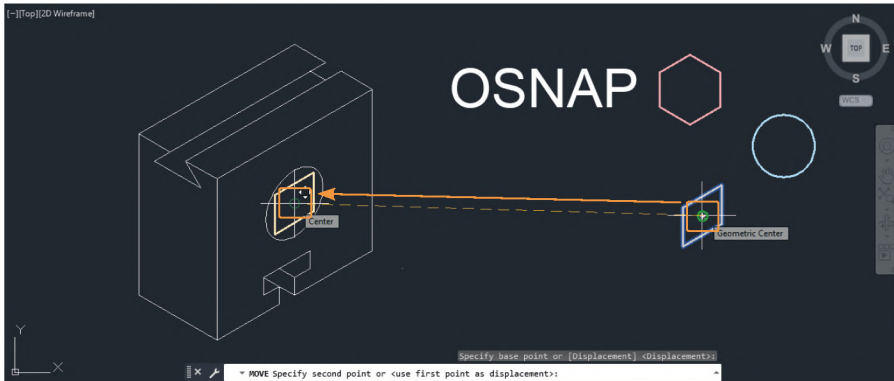 [−][Top][2D Wireframe]
OSNAP
N
W
TOP
E
S
WCS
Center
Geometric Center
Y
X
Specify base point or [Displacement] <Displacement>:
MOVE Specify second point or <use first point as displacement>: